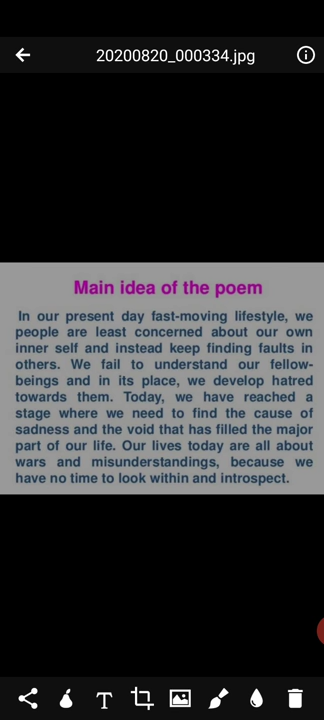 20200820_000334.jpg
Main idea of the poem
In our present day fast-moving lifestyle, we
people are least concerned about our own
inner self and instead keep finding faults in
others. We fail to understand our fellow-
beings and in its place, we develop hatred
towards them. Today, we have reached a
stage where we need to find the cause of
sadness and the void that has filled the major
part of our life. Our lives today are all about
wars and misunderstandings, because we
have no time to look within and introspect.